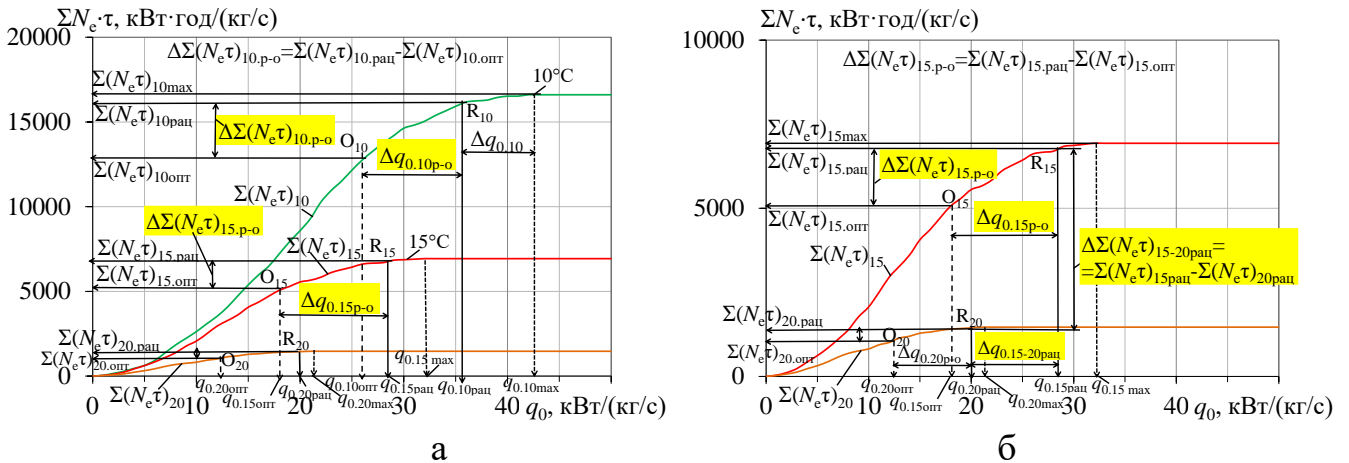 ΣNₑ·τ, кВт·год/(кг/с)
20000
ΔΣ(Nₑτ)10.р-о=Σ(Nₑτ)10.рац-Σ(Nₑτ)10.опт
10°C
Σ(Nₑτ)10max
Σ(Nₑτ)10рац
R10
15000
ΔΣ(Nₑτ)10.р-о
O10
Δq0.10
Δq0.10р-о
Σ(Nₑτ)10опт
Σ(Nₑτ)10
10000
ΔΣ(Nₑτ)15.р-о
Σ(Nₑτ)15.рац
Σ(Nₑτ)15
R15
15°C
Σ(Nₑτ)15.опт
O15
5000
Δq0.15р-о
Σ(Nₑτ)20.рац
R20
Σ(Nₑτ)20.опт
O20
q0.15 max
0
q0.20опт
q0.15опт
q0.20рац
q0.20max
q0.10опт
q0.15рац
q0.10рац
q0.10max
Σ(Nₑτ)20
0
10
20
30
40
q0, кВт/(кг/с)
а
ΣNₑ·τ, кВт·год/(кг/с)
10000
ΔΣ(Nₑτ)15.р-о=Σ(Nₑτ)15.рац-Σ(Nₑτ)15.опт
Σ(Nₑτ)15max
Σ(Nₑτ)15.рац
R15
ΔΣ(Nₑτ)15.р-о
O15
5000
Σ(Nₑτ)15.опт
Δq0.15р-о
Σ(Nₑτ)15
ΔΣ(Nₑτ)15-20рац=
=Σ(Nₑτ)15рац-Σ(Nₑτ)20рац
Σ(Nₑτ)20.рац
R20
O20
Σ(Nₑτ)20.опт
Δq0.20р-о
Δq0.15-20рац
0
q0.20опт
q0.15опт
q0.20рац
q0.20max
q0.15рац
q0.15 max
Σ(Nₑτ)20
0
10
20
30
40
q0, кВт/(кг/с)
б